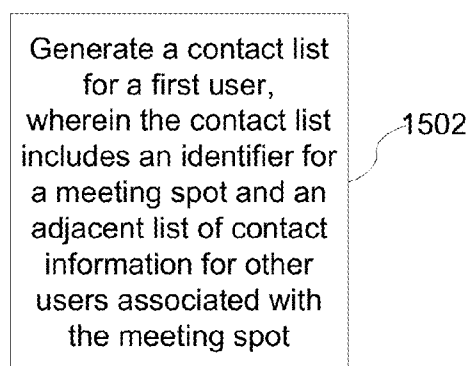 Generate a contact list
for a first user,
wherein the contact list
includes an identifier for
a meeting spot and an
adjacent list of contact
information for other
users associated with
the meeting spot
1502